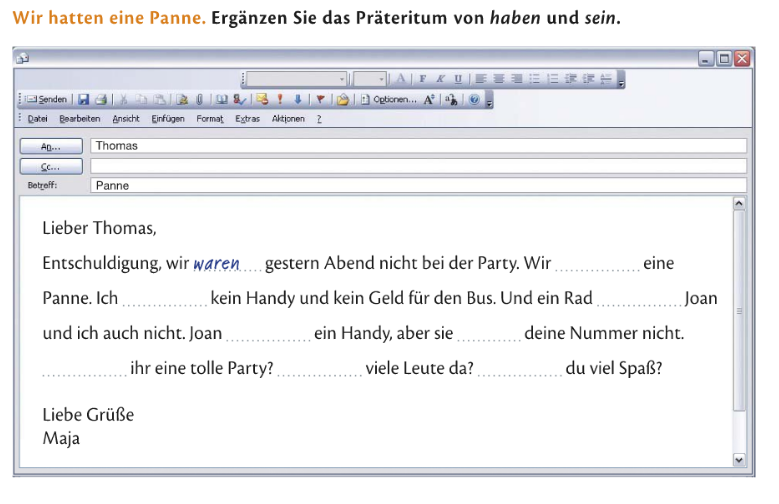 Wir hatten eine Panne. Ergänzen Sie das Präteritum von haben und sein.
A F K U
Senden Optionen...
Datei Bearbeiten Ansicht Einfügen Format Extras Aktionen ?
An... Thomas
Cc...
Betreff: Panne
Lieber Thomas,
Entschuldigung, wir waren .... gestern Abend nicht bei der Party. Wir ................ eine
Panne. Ich ................ kein Handy und kein Geld für den Bus. Und ein Rad ................ Joan
und ich auch nicht. Joan ................ ein Handy, aber sie ............ deine Nummer nicht.
................ ihr eine tolle Party? ................ viele Leute da? ................ du viel Spaß?
Liebe Grüße
Maja